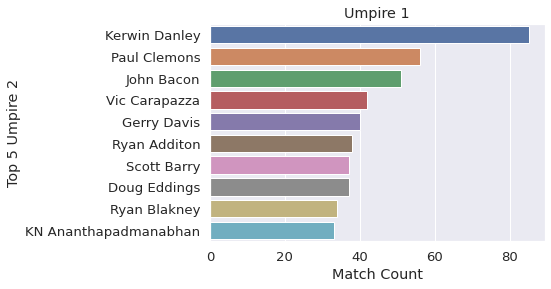 Umpire 1
Top 5 Umpire 2
Kerwin Danley
Paul Clemons
John Bacon
Vic Carapazza
Gerry Davis
Ryan Additon
Scott Barry
Doug Eddings
Ryan Blakney
KN Ananthapadmanabhan
0 20 40 60 80
Match Count